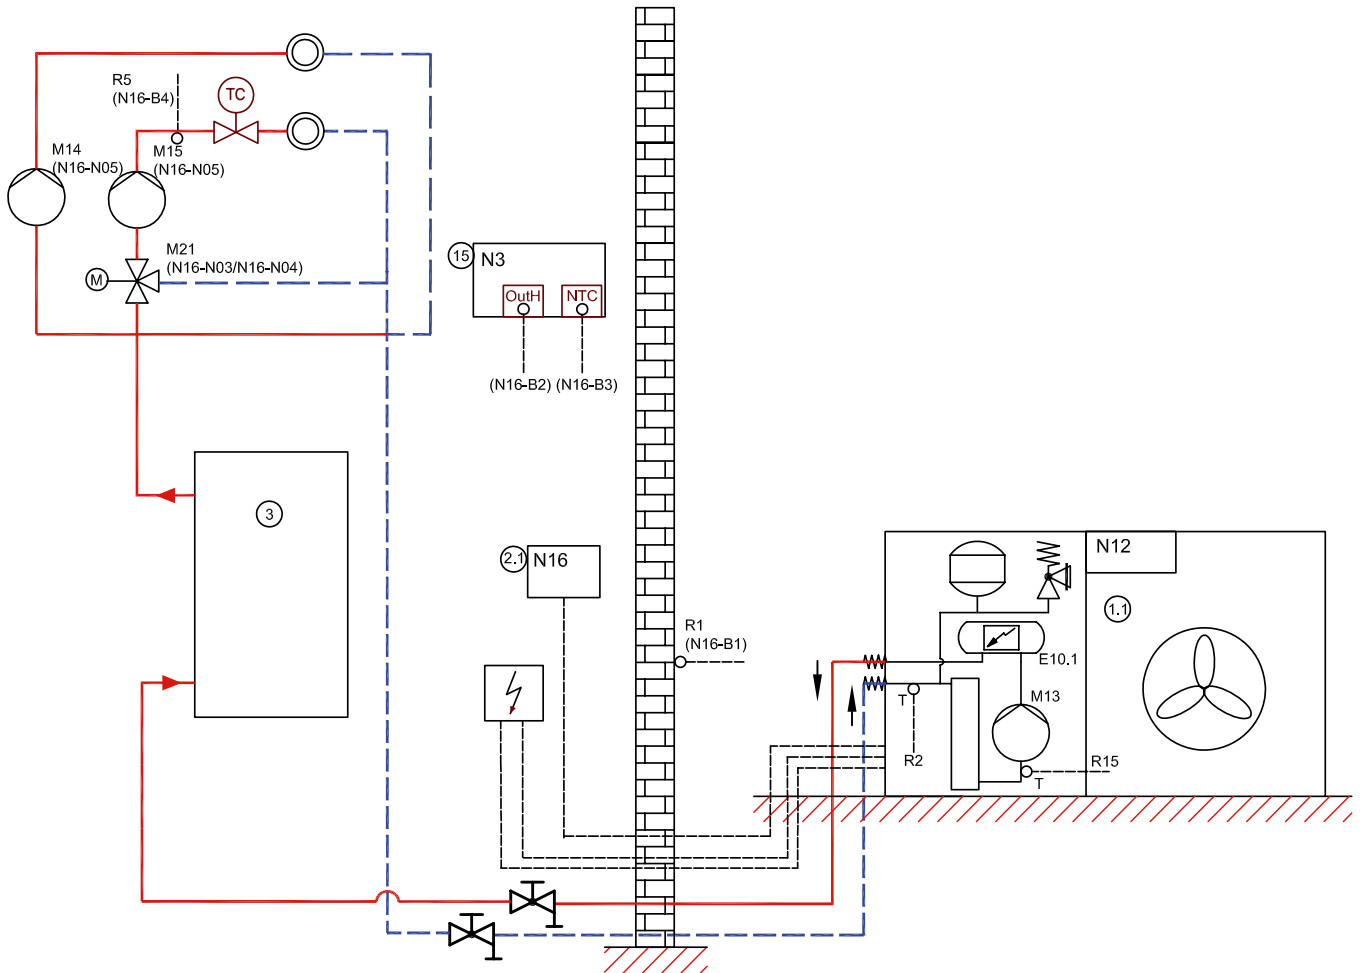 R5
(N16-B4)
TC
M14
(N16-N05)
M15
(N16-N05)
M21
(N16-N03/N16-N04)
M
15
N3
OutH
NTC
(N16-B2)
(N16-B3)
3
2.1
N16
R1
(N16-B1)
N12
1.1
E10.1
M13
T
R2
R15
T